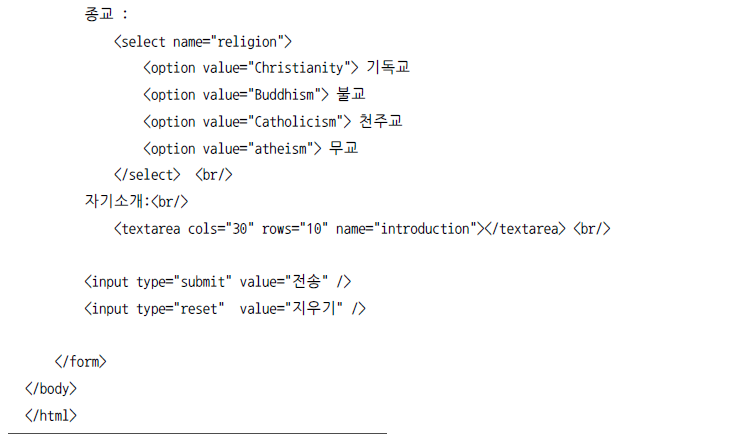 종교 :
<select name="religion">
<option value="Christianity"> 기독교
<option value="Buddhism"> 불교
<option value="Catholicism"> 천주교
<option value="atheism"> 무교
</select> <br/>
자기소개:<br/>
<textarea cols="30" rows="10" name="introduction"></textarea> <br/>
<input type="submit" value="전송" />
<input type="reset" value="지우기" />
</form>
</body>
</html>